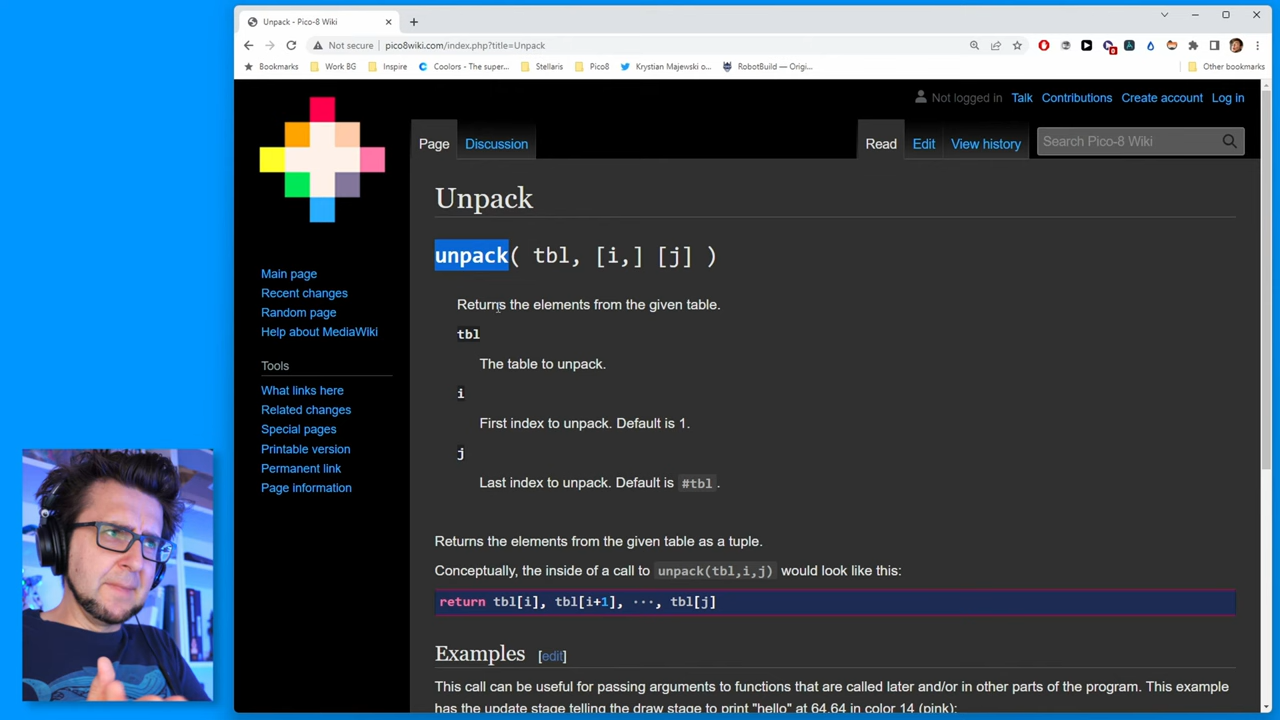 Unpack - Pico-8 Wiki
Not secure
pico8wiki.com/index.php?title=Unpack
Bookmarks
Work BG
Inspire
Coolors - The super...
Stellaris
Pico8
Krystian Majewski o...
RobotBuild — Origi...
Other bookmarks
Not logged in
Talk
Contributions
Create account
Log in
Page
Discussion
Read
Edit
View history
Search Pico-8 Wiki
Main page
Recent changes
Random page
Help about MediaWiki
Tools
What links here
Related changes
Special pages
Printable version
Permanent link
Page information
Unpack
unpack( tbl, [i,] [j] )
Returns the elements from the given table.
tbl
The table to unpack.
i
First index to unpack. Default is 1.
j
Last index to unpack. Default is #tbl.
Returns the elements from the given table as a tuple.
Conceptually, the inside of a call to unpack(tbl,i,j) would look like this:
return tbl[i], tbl[i+1], ···, tbl[j]
Examples [edit]
This call can be useful for passing arguments to functions that are called later and/or in other parts of the program. This example
has the update stage telling the draw stage to print "hello" at 64,64 in color 14 (pink):